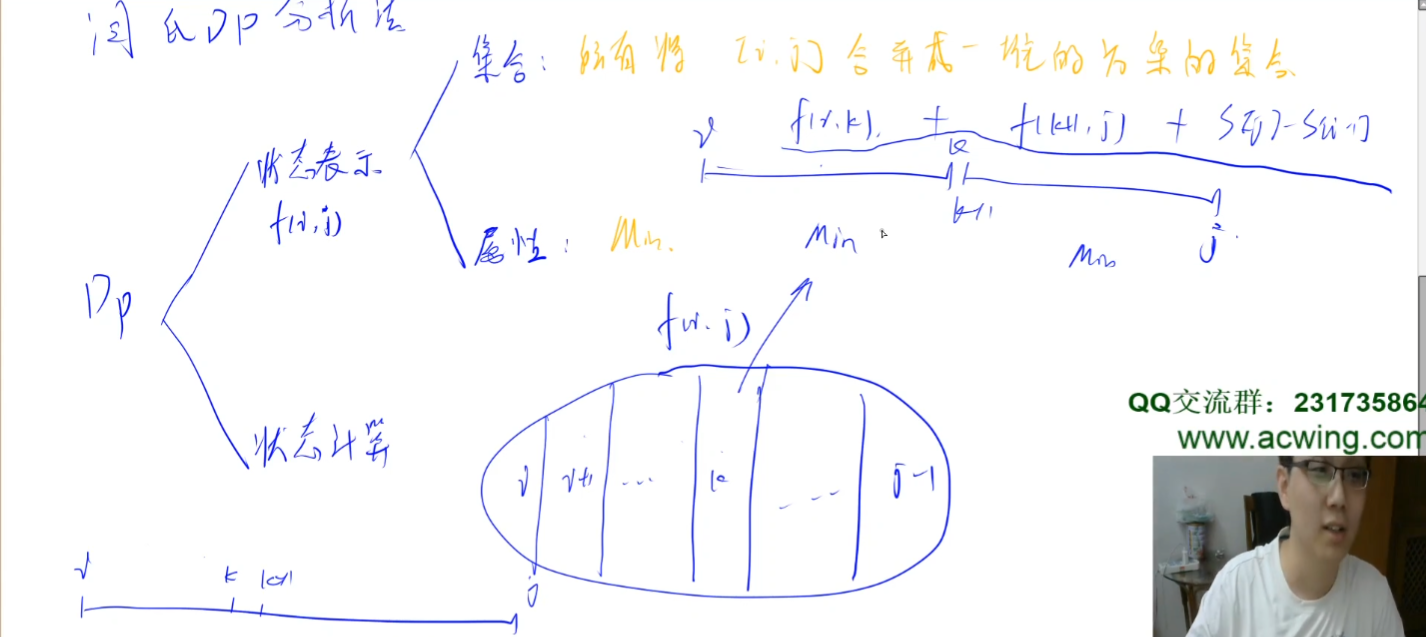 闫氏DP分析法
集合: 所有将 [i,j] 合并成一堆的方案的集合
f(i,k) + f(k+1,j) + S[j]-S[i-1]
i k
k+1 j
状态表示
f(i,j)
属性: Min.
Min Min
DP
f(i,j)
状态计算
i i+1 ... k ... j-1
QQ交流群：23173586
www.acwing.com
i k k+1 j